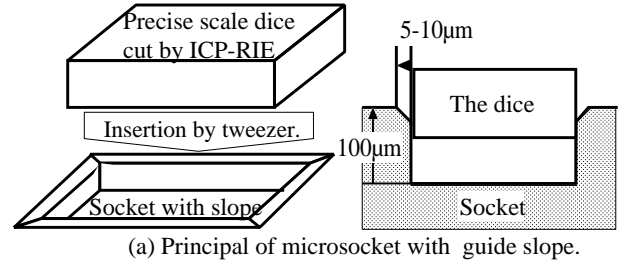 Precise scale dice
cut by ICP-RIE
Insertion by tweezer.
Socket with slope
5-10μm
The dice
100μm
Socket
(a) Principal of microsocket with guide slope.